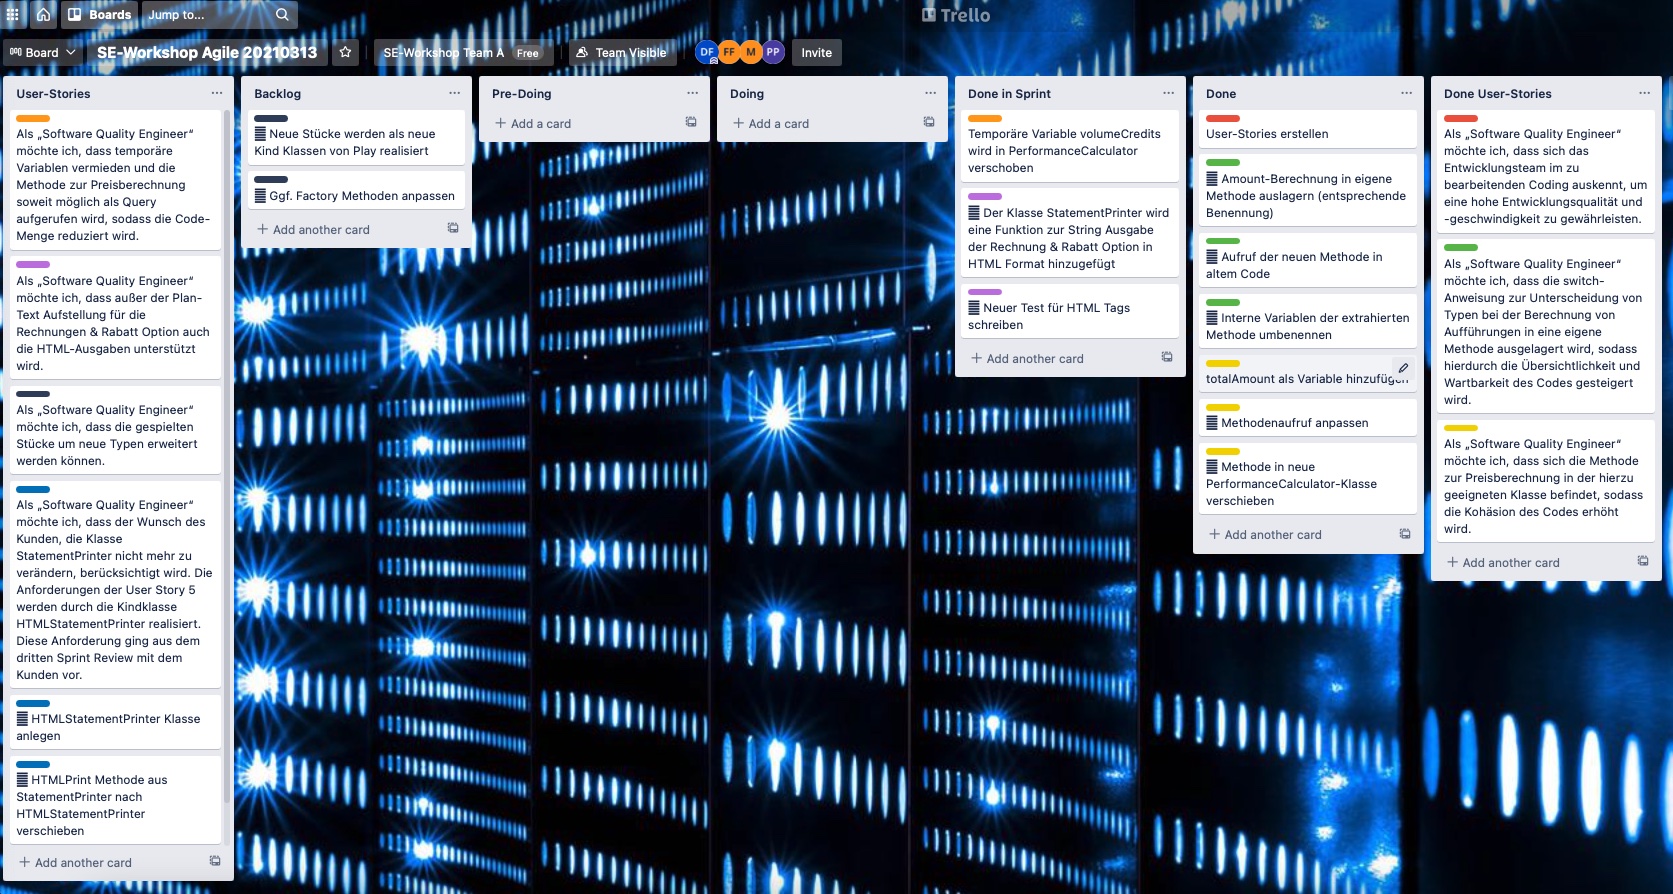 Boards
Jump to...
Trello
Board
SE-Workshop Agile 20210313
SE-Workshop Team A
Free
Team Visible
DF
FF
M
PP
Invite
User-Stories
Als „Software Quality Engineer“
möchte ich, dass temporäre
Variablen vermieden und die
Methode zur Preisberechnung
soweit möglich als Query
aufgerufen wird, sodass die Code-
Menge reduziert wird.
Als „Software Quality Engineer“
möchte ich, dass außer der Plan-
Text Aufstellung für die
Rechnungen & Rabatt Option auch
die HTML-Ausgaben unterstützt
wird.
Als „Software Quality Engineer“
möchte ich, dass die gespielten
Stücke um neue Typen erweitert
werden können.
Als „Software Quality Engineer“
möchte ich, dass der Wunsch des
Kunden, die Klasse
StatementPrinter nicht mehr zu
verändern, berücksichtigt wird. Die
Anforderungen der User Story 5
werden durch die Kindklasse
HTMLStatementPrinter realisiert.
Diese Anforderung ging aus dem
dritten Sprint Review mit dem
Kunden vor.
HTMLStatementPrinter Klasse
anlegen
HTMLPrint Methode aus
StatementPrinter nach
HTMLStatementPrinter
verschieben
+ Add another card
Backlog
Neue Stücke werden als neue
Kind Klassen von Play realisiert
Ggf. Factory Methoden anpassen
+ Add another card
Pre-Doing
+ Add a card
Doing
+ Add a card
Done in Sprint
Temporäre Variable volumeCredits
wird in PerformanceCalculator
verschoben
Der Klasse StatementPrinter wird
eine Funktion zur String Ausgabe
der Rechnung & Rabatt Option in
HTML Format hinzugefügt
Neuer Test für HTML Tags
schreiben
+ Add another card
Done
User-Stories erstellen
Amount-Berechnung in eigene
Methode auslagern (entsprechende
Benennung)
Aufruf der neuen Methode in
altem Code
Interne Variablen der extrahierten
Methode umbenennen
totalAmount als Variable hinzufügen
Methodenaufruf anpassen
Methode in neue
PerformanceCalculator-Klasse
verschieben
+ Add another card
Done User-Stories
Als „Software Quality Engineer“
möchte ich, dass sich das
Entwicklungsteam im zu
bearbeitenden Coding auskennt, um
eine hohe Entwicklungsqualität und
-geschwindigkeit zu gewährleisten.
Als „Software Quality Engineer“
möchte ich, dass die switch-
Anweisung zur Unterscheidung von
Typen bei der Berechnung von
Aufführungen in eine eigene
Methode ausgelagert wird, sodass
hierdurch die Übersichtlichkeit und
Wartbarkeit des Codes gesteigert
wird.
Als „Software Quality Engineer“
möchte ich, dass sich die Methode
zur Preisberechnung in der hierzu
geeigneten Klasse befindet, sodass
die Kohäsion des Codes erhöht
wird.
+ Add another card